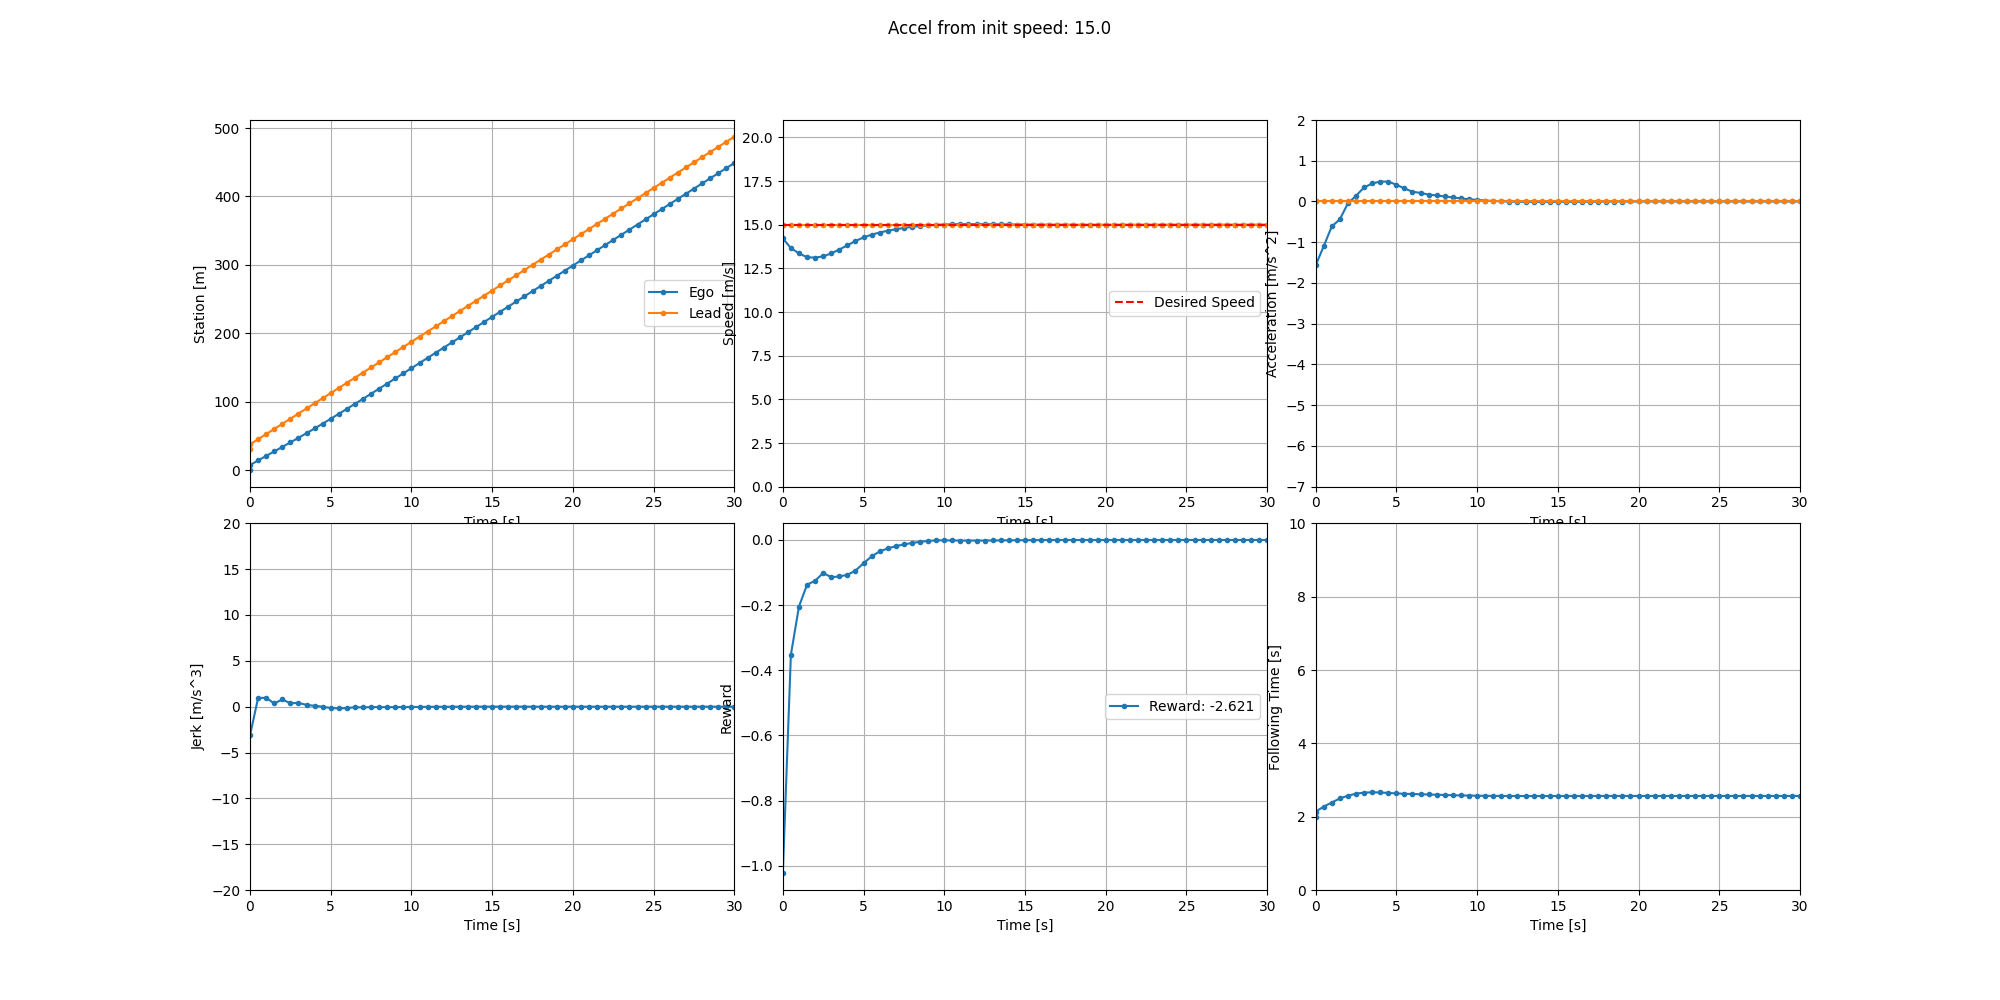 Accel from init speed: 15.0
500
400
300
200
100
0
Station [m]
Ego
Lead
0 5 10 15 20 25 30
Time [s]
20.0
17.5
15.0
12.5
10.0
7.5
5.0
2.5
0.0
Speed [m/s]
Desired Speed
0 5 10 15 20 25 30
Time [s]
2
1
0
−1
−2
−3
−4
−5
−6
−7
Acceleration [m/s^2]
0 5 10 15 20 25 30
Time [s]
20
15
10
5
0
−5
−10
−15
−20
Jerk [m/s^3]
0 5 10 15 20 25 30
Time [s]
0.0
−0.2
−0.4
−0.6
−0.8
−1.0
Reward
Reward: -2.621
0 5 10 15 20 25 30
Time [s]
10
8
6
4
2
0
Following Time [s]
0 5 10 15 20 25 30
Time [s]